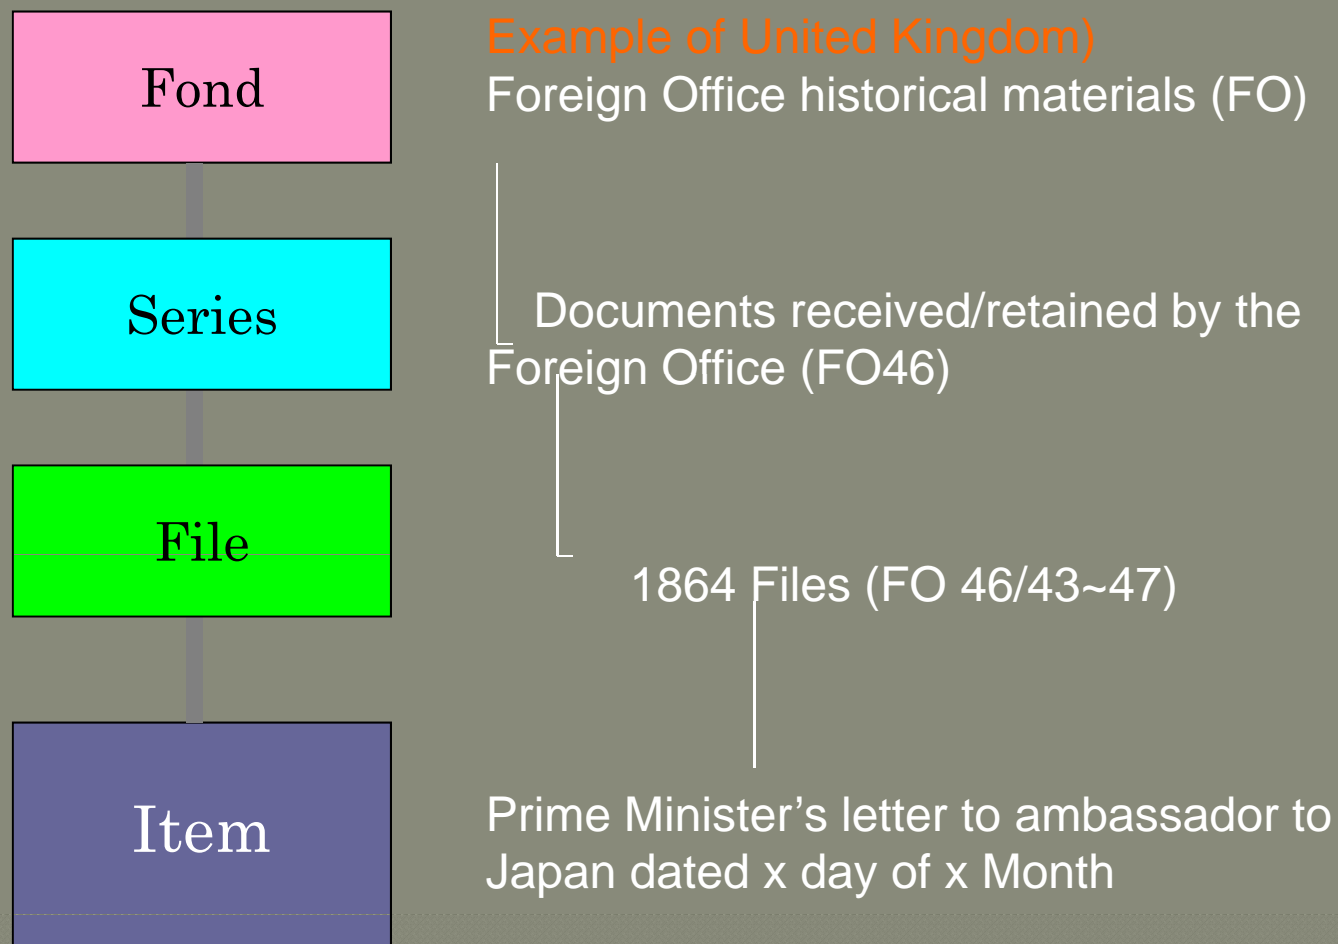 Fond
Example of United Kingdom)
Foreign Office historical materials (FO)
Series
Documents received/retained by the
Foreign Office (FO46)
File
1864 Files (FO 46/43~47)
Item
Prime Minister’s letter to ambassador to
Japan dated x day of x Month